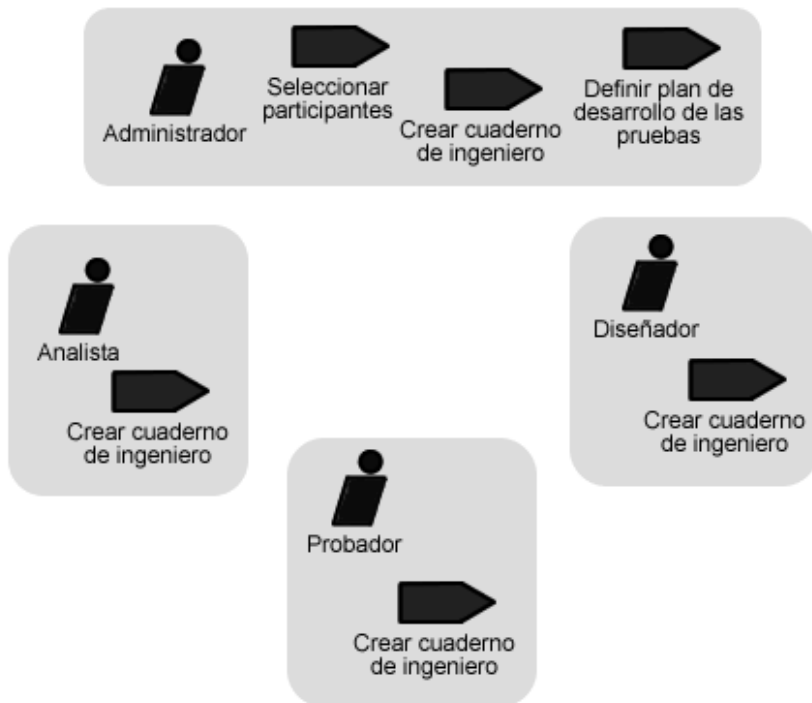 Administrador
Seleccionar
participantes
Crear cuaderno
de ingeniero
Definir plan de
desarrollo de las
pruebas
Analista
Crear cuaderno
de ingeniero
Diseñador
Crear cuaderno
de ingeniero
Probador
Crear cuaderno
de ingeniero